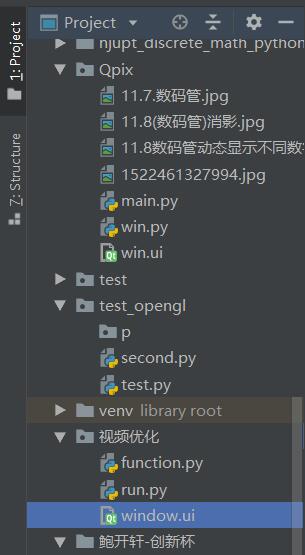 1: Project
7: Structure
Project
njupt_discrete_math_python
Qpix
11.7.数码管.jpg
11.8(数码管)消影.jpg
11.8数码管动态显示不同数
1522461327994.jpg
main.py
win.py
win.ui
test
test_opengl
p
second.py
test.py
venv library root
视频优化
function.py
run.py
window.ui
鲍开轩-创新杯